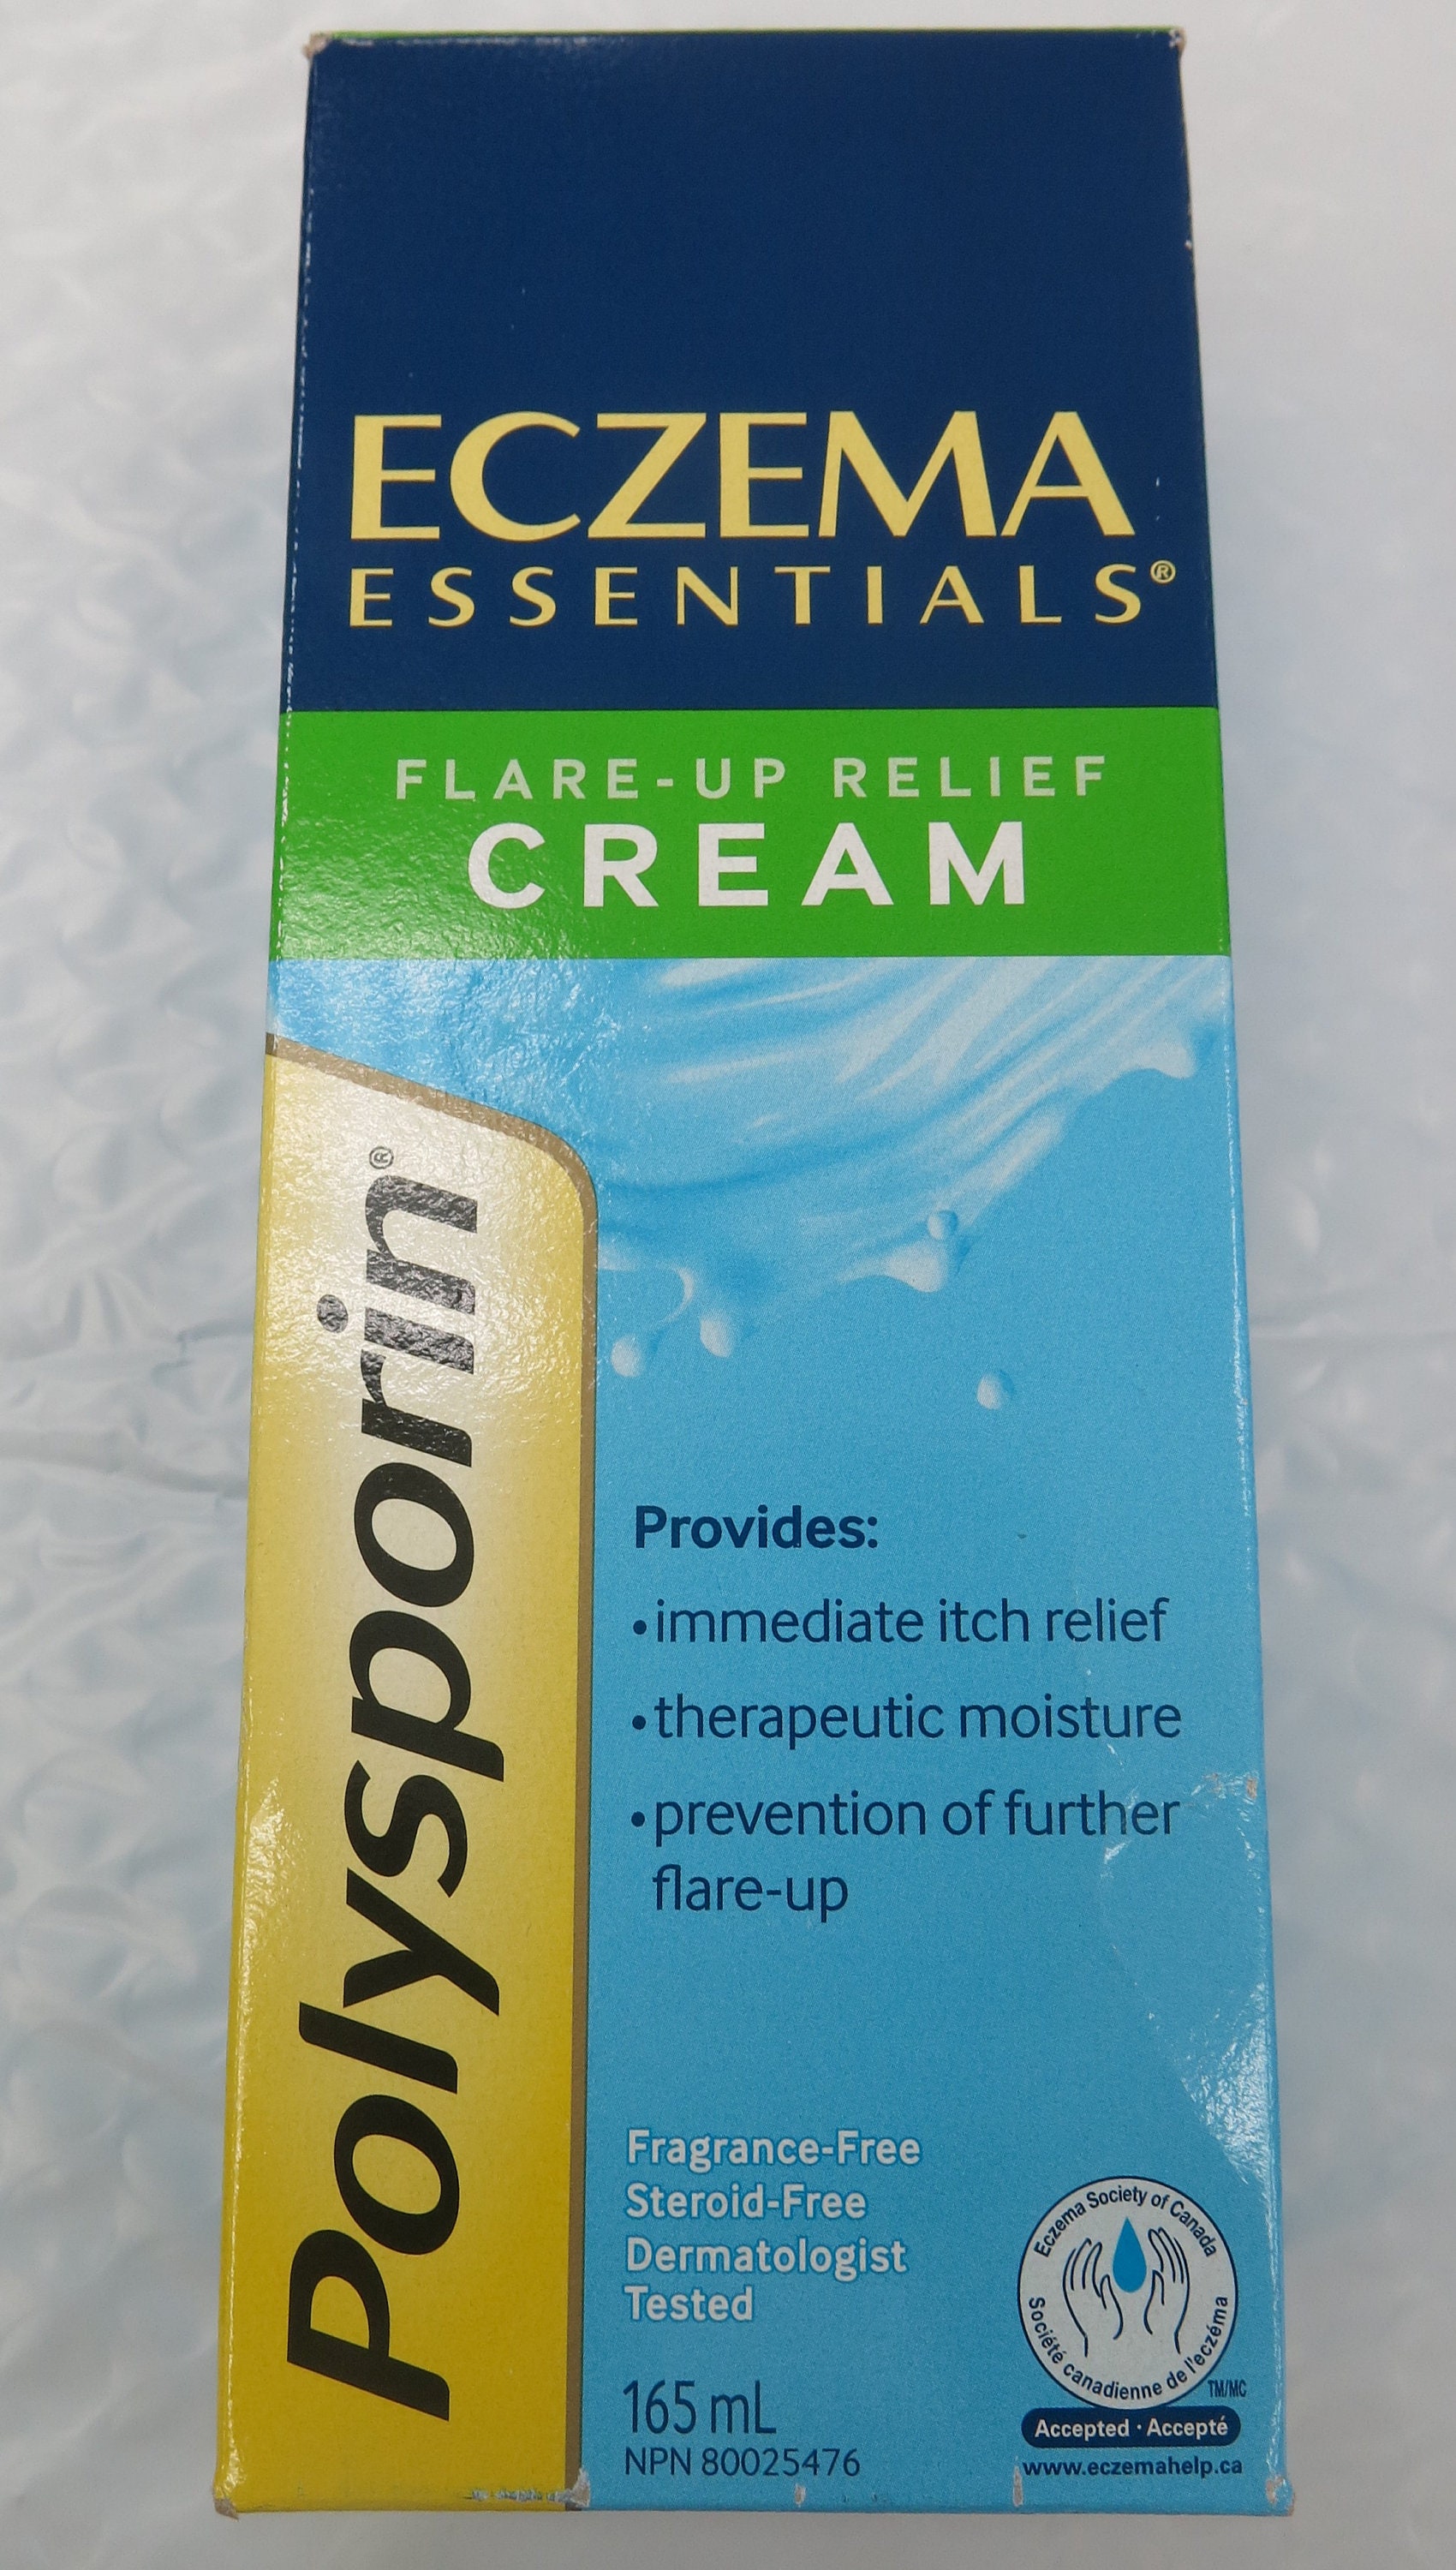 ECZEMA
ESSENTIALS®
FLARE-UP RELIEF
CREAM
Polysporin®
Provides:
•immediate itch relief
•therapeutic moisture
•prevention of further
flare-up
Fragrance-Free
Steroid-Free
Dermatologist
Tested
165 mL
NPN 80025476
Eczema Society of Canada
Société canadienne de l'eczéma
TM/MC
Accepted · Accepté
www.eczemahelp.ca